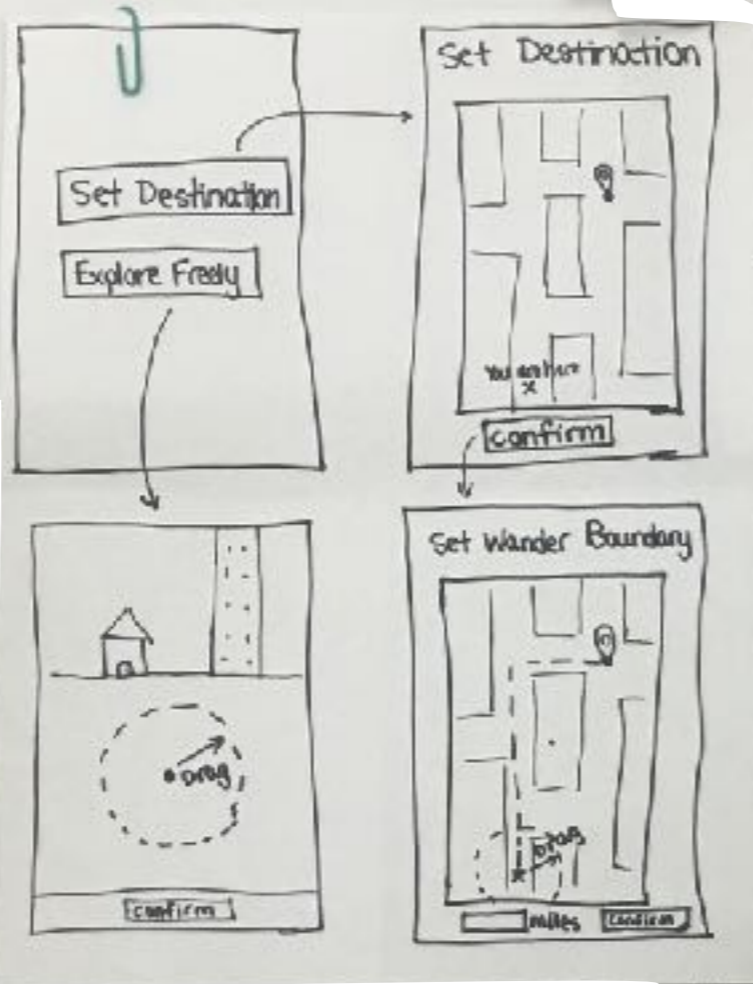 Set Destination
Explore Freely
Set Destination
You are here
x
confirm
Drag
confirm
Set Wander Boundary
Drag
x
miles
Confirm